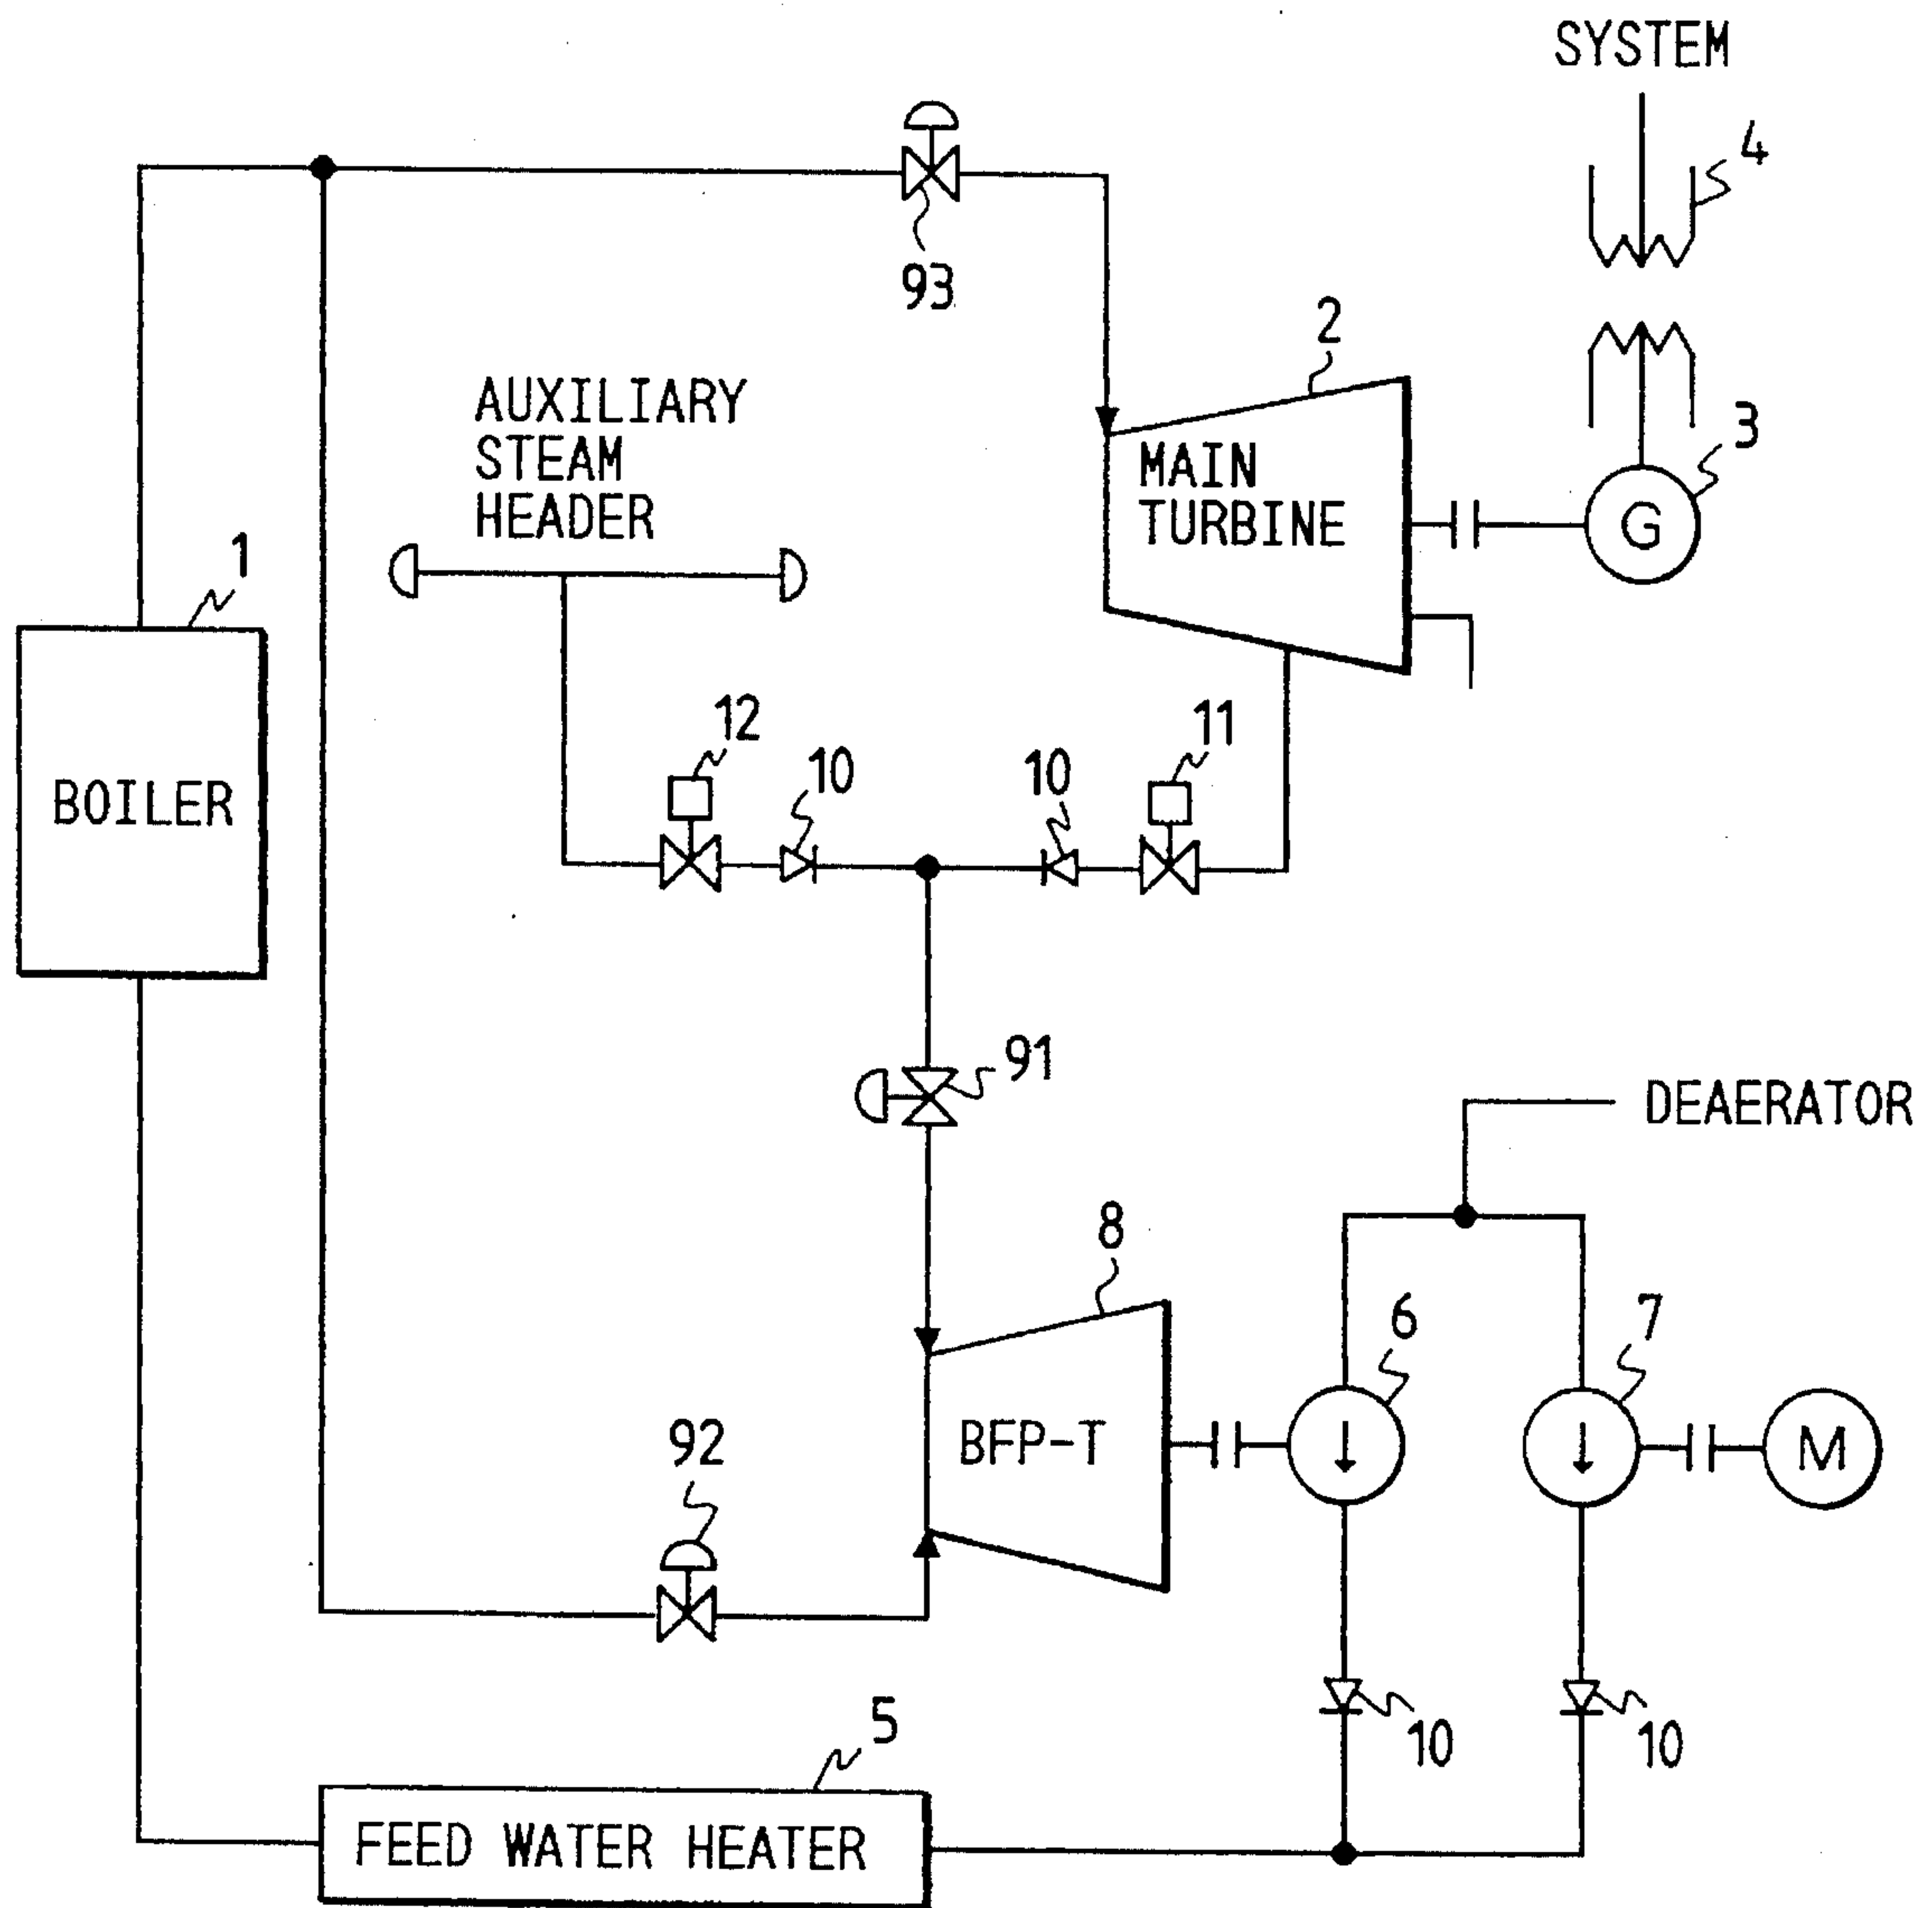 SYSTEM
4
93
2
AUXILIARY
STEAM
HEADER
3
MAIN
TURBINE
G
1
12
10
10
11
BOILER
91
DEAERATOR
8
6
7
92
BFP-T
M
5
10
10
FEED WATER HEATER